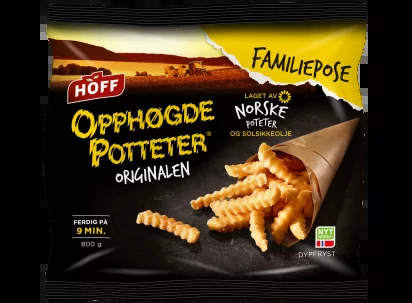 FAMILIEPOSE
HOFF
OPPHØGDE
POTTETER®
ORIGINALEN
LAGET AV
NORSKE
POTETER
OG SOLSIKKEOLJE
FERDIG PÅ
9 MIN.
800 g
NYT
NORGE
DYPFRYST